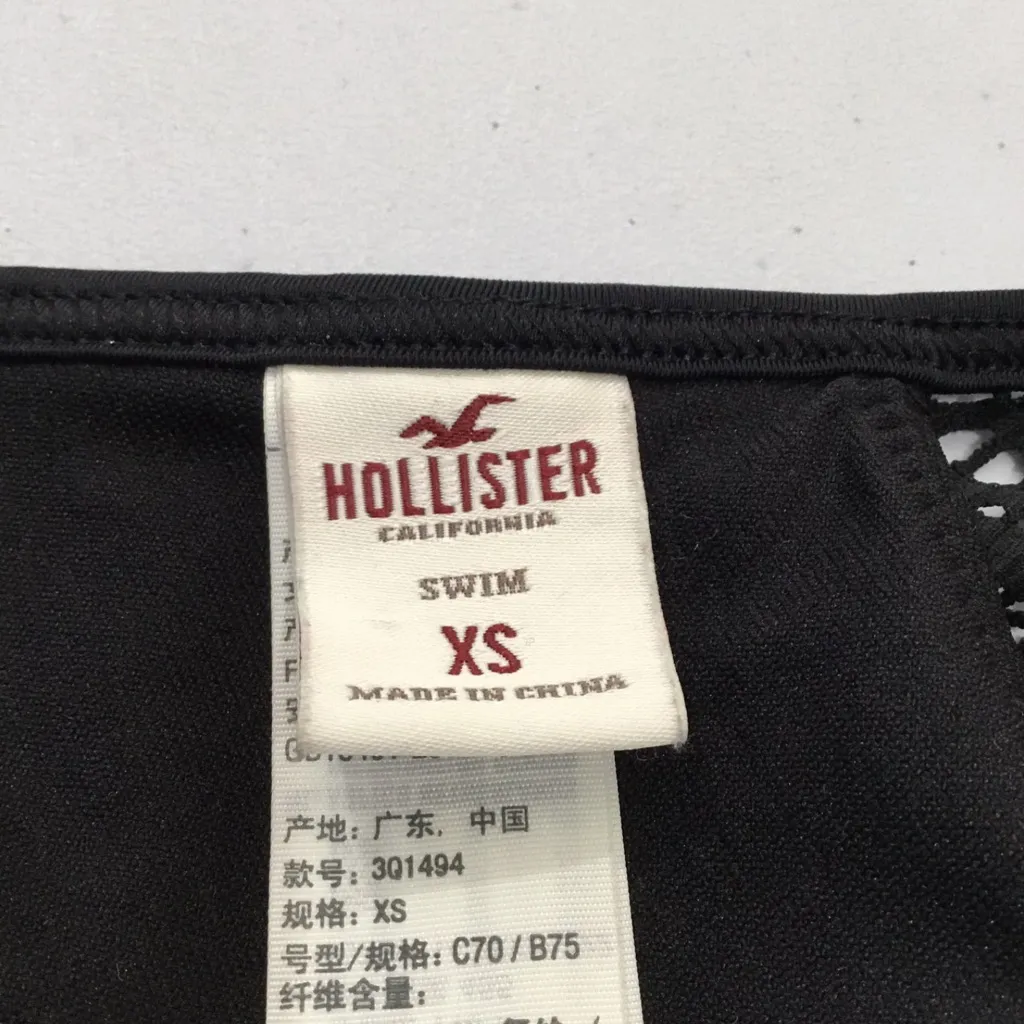 HOLLISTER
CALIFORNIA
SWIM
XS
MADE IN CHINA
产地: 广东, 中国
款号: 3Q1494
规格: XS
号型/规格: C70 / B75
纤维含量: